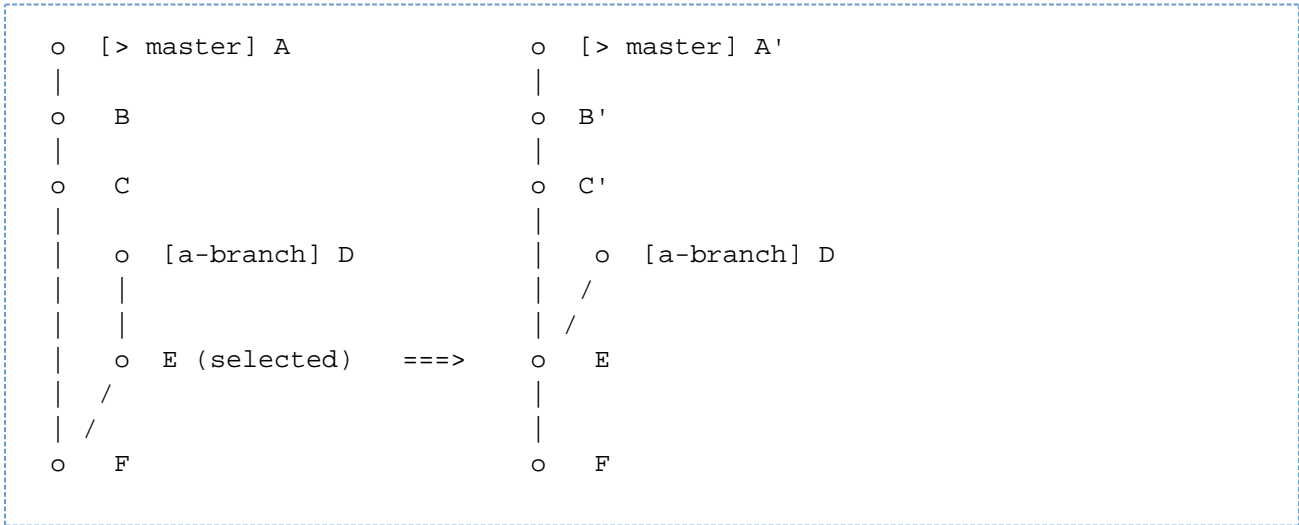 o  [> master] A               o  [> master] A'
|                             |
o   B                         o  B'
|                             |
o   C                         o  C'
|                             |
|   o  [a-branch] D           |   o  [a-branch] D
|   |                         |  /
|   |                         | /
|   o  E (selected)   ===>    o   E
|  /                          |
| /                           |
o   F                         o   F